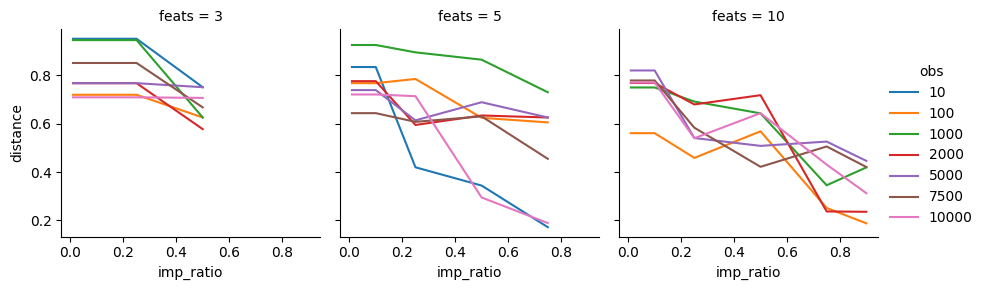 feats = 3
feats = 5
feats = 10
distance
0.8
0.6
0.4
0.2
0.0 0.2 0.4 0.6 0.8
0.0 0.2 0.4 0.6 0.8
0.0 0.2 0.4 0.6 0.8
imp_ratio
imp_ratio
imp_ratio
obs
10
100
1000
2000
5000
7500
10000